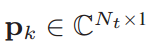 𝐩ₖ ∈ ℂ^{Nₜ×1}